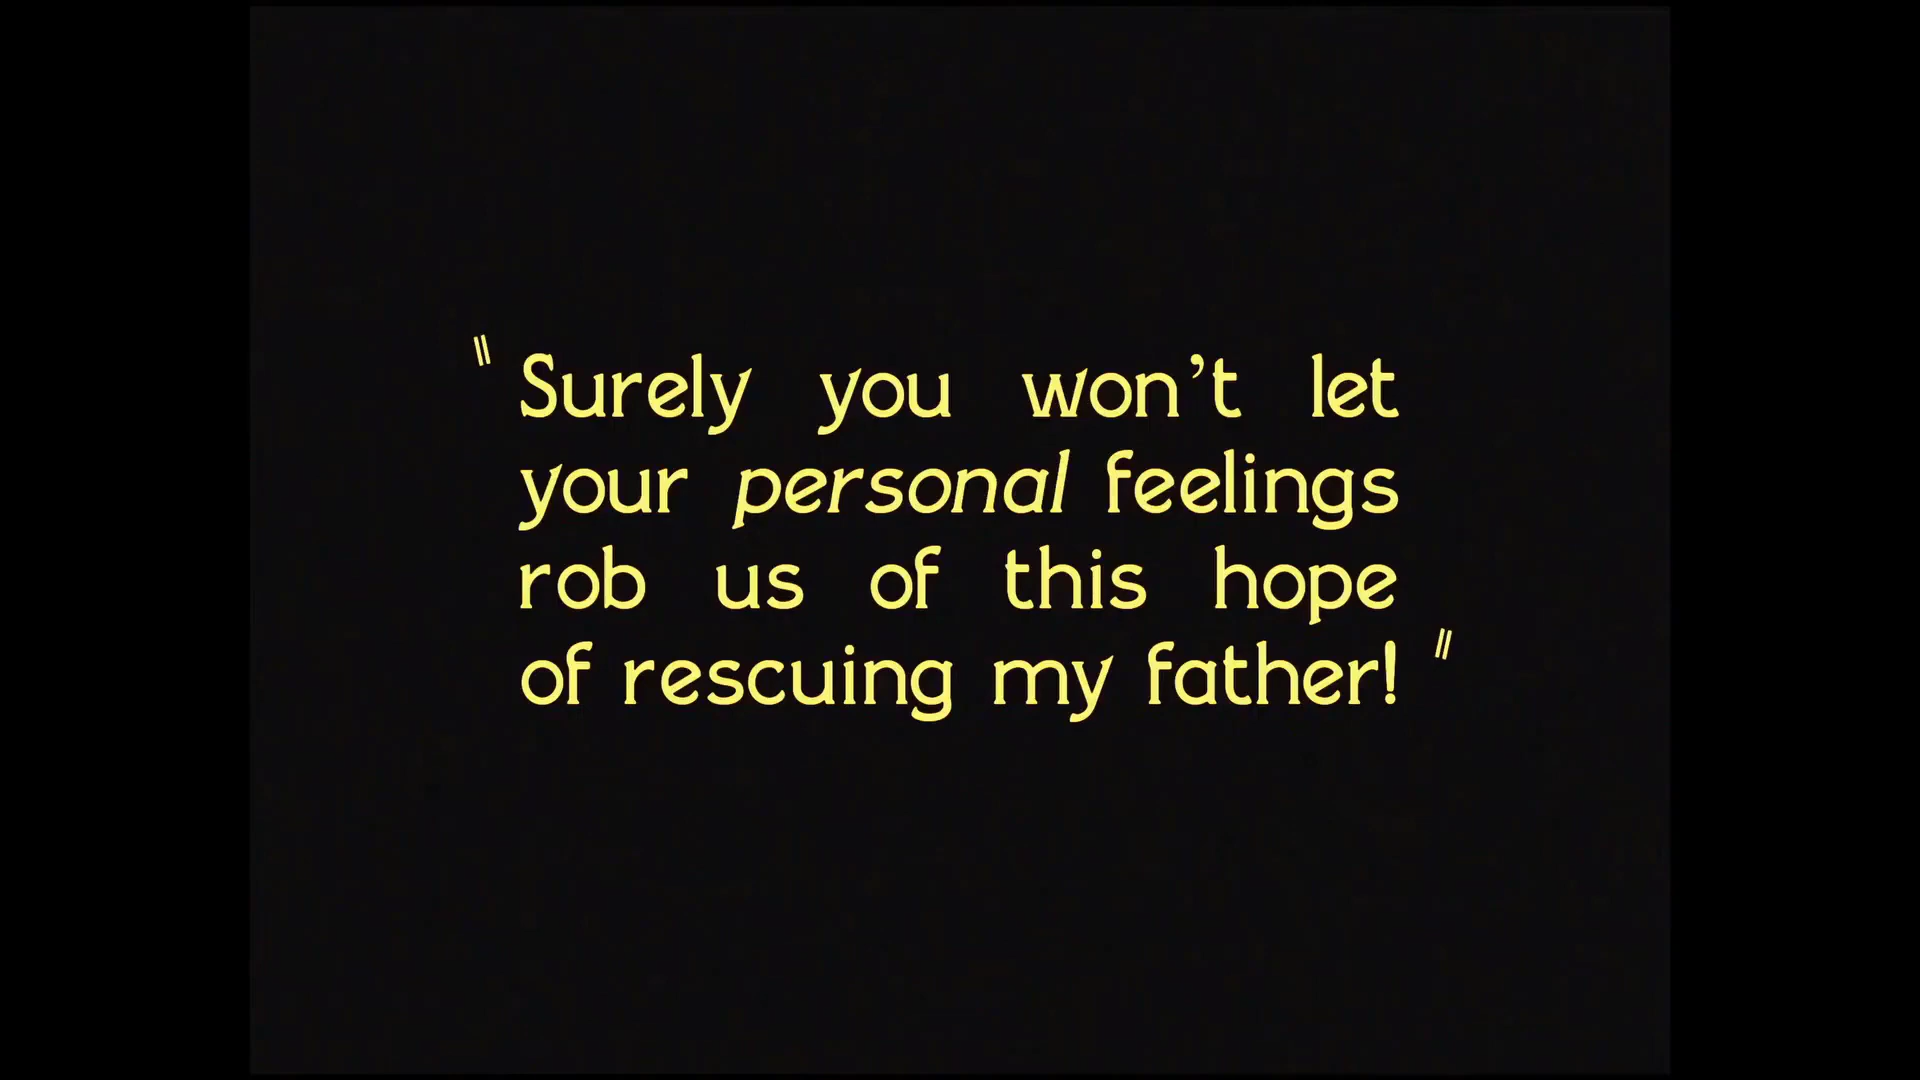 "Surely you won't let
your personal feelings
rob us of this hope
of rescuing my father!"